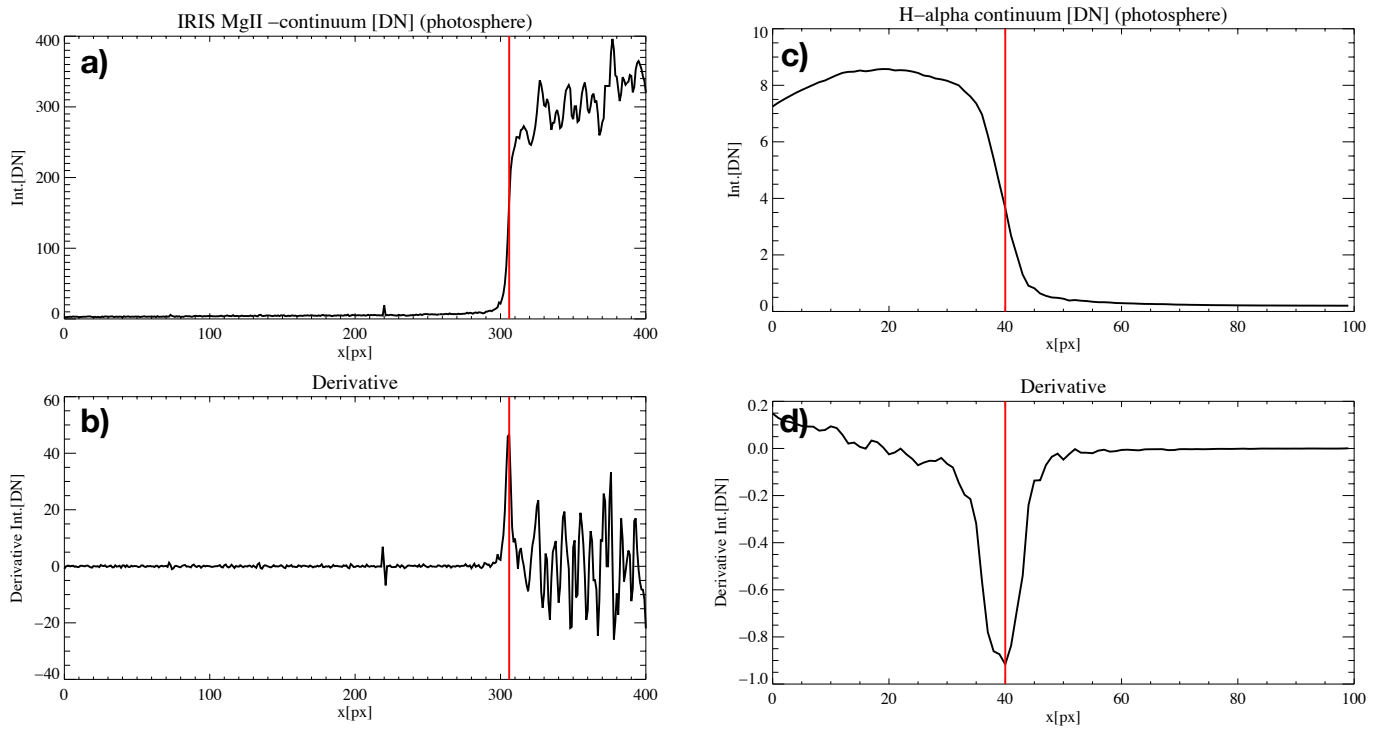 IRIS MgII −continuum [DN] (photosphere)
a)
400
300
200
100
0
Int.[DN]
0 100 200 300 400
x[px]
H−alpha continuum [DN] (photosphere)
c)
10
8
6
4
2
0
Int.[DN]
0 20 40 60 80 100
x[px]
Derivative
b)
60
40
20
0
−20
−40
Derivative Int.[DN]
0 100 200 300 400
x[px]
Derivative
d)
0.2
0.0
−0.2
−0.4
−0.6
−0.8
−1.0
Derivative Int.[DN]
0 20 40 60 80 100
x[px]